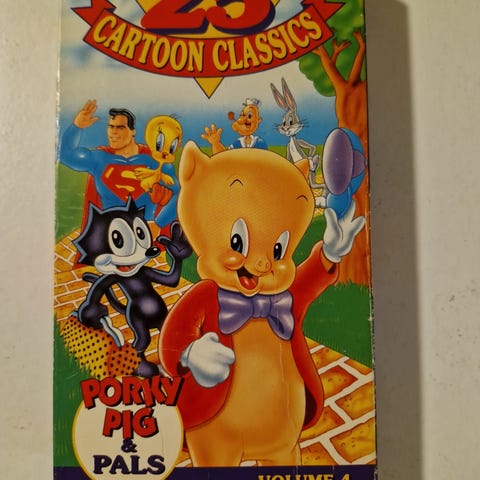 25
CARTOON CLASSICS
S
PORKY
PIG
&
PALS
VOLUME 4